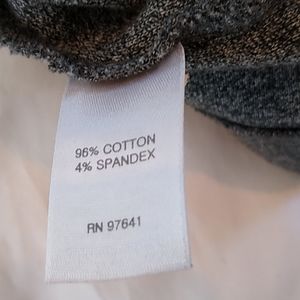 96% COTTON
4% SPANDEX
RN 97641